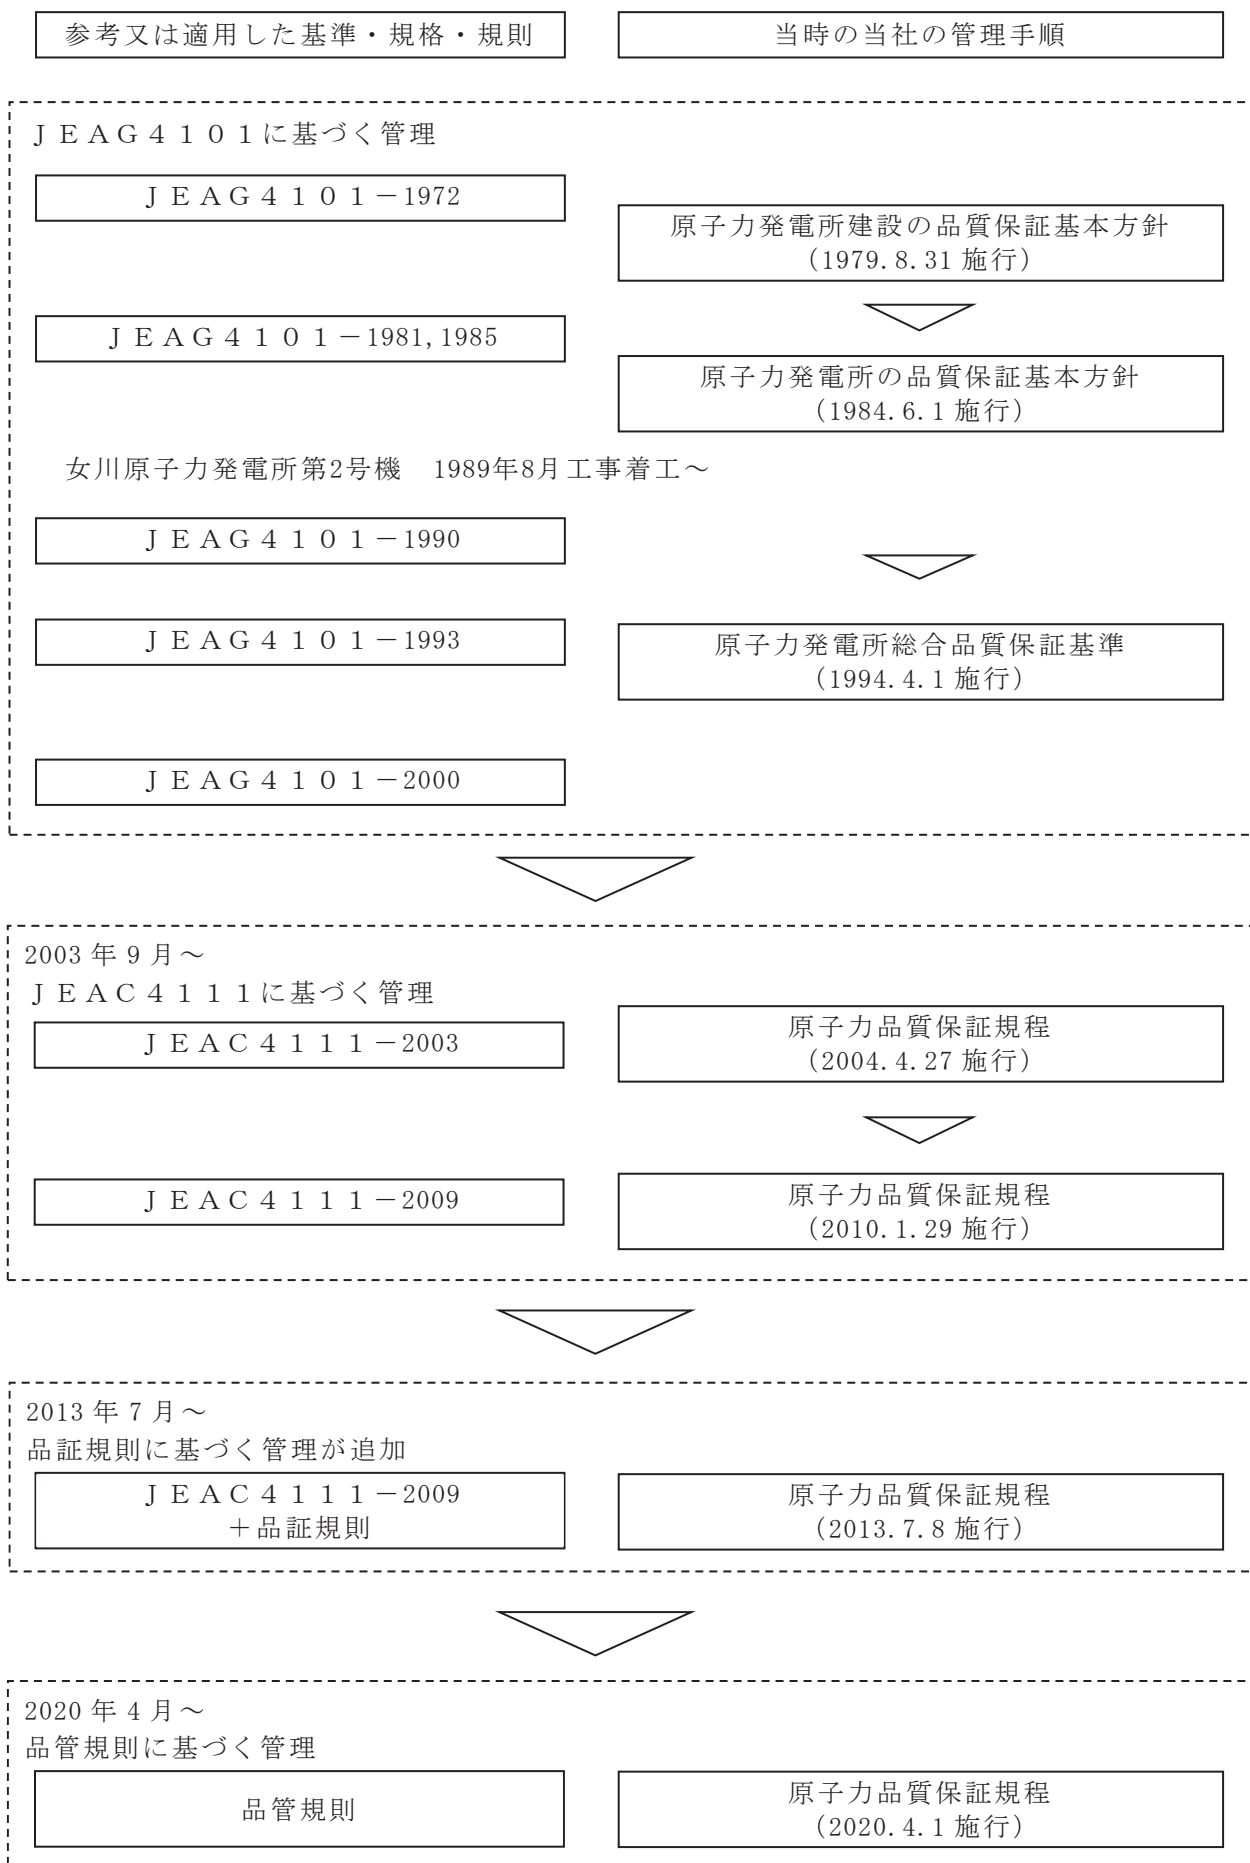 参考又は適用した基準・規格・規則
当時の当社の管理手順
ＪＥＡＧ４１０１に基づく管理
ＪＥＡＧ４１０１－1972
原子力発電所建設の品質保証基本方針
（1979.8.31 施行）
ＪＥＡＧ４１０１－1981,1985
原子力発電所の品質保証基本方針
（1984.6.1 施行）
女川原子力発電所第2号機　1989年8月工事着工～
ＪＥＡＧ４１０１－1990
ＪＥＡＧ４１０１－1993
原子力発電所総合品質保証基準
（1994.4.1 施行）
ＪＥＡＧ４１０１－2000
2003 年 9 月～
ＪＥＡＣ４１１１に基づく管理
ＪＥＡＣ４１１１－2003
原子力品質保証規程
（2004.4.27 施行）
ＪＥＡＣ４１１１－2009
原子力品質保証規程
（2010.1.29 施行）
2013 年 7 月～
品証規則に基づく管理が追加
ＪＥＡＣ４１１１－2009
＋品証規則
原子力品質保証規程
（2013.7.8 施行）
2020 年 4 月～
品管規則に基づく管理
品管規則
原子力品質保証規程
（2020.4.1 施行）